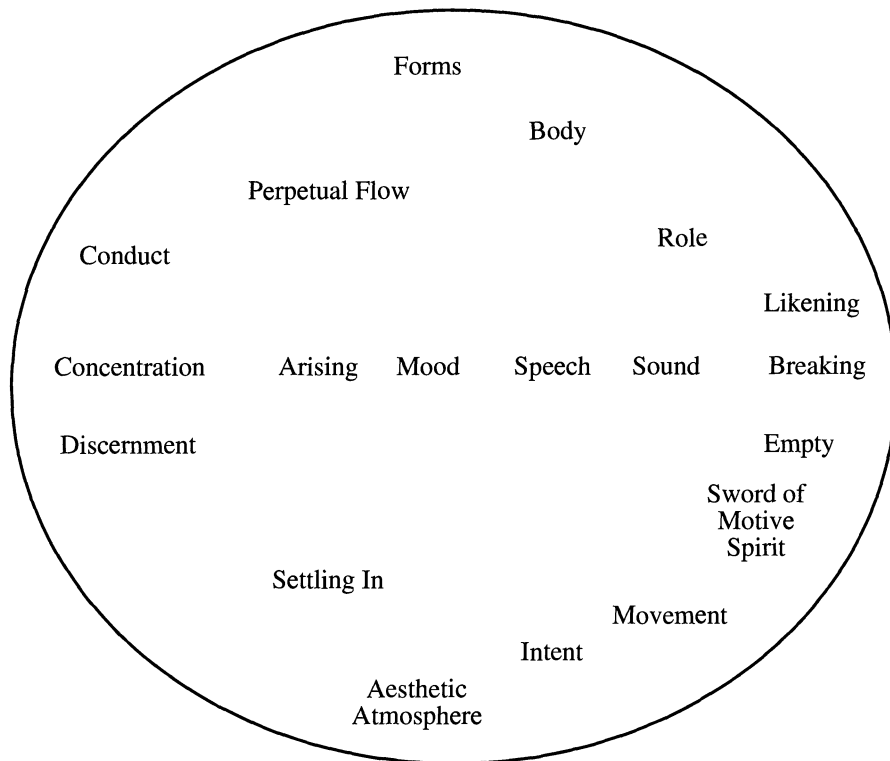 Forms
Body
Perpetual Flow
Role
Conduct
Likening
Concentration Arising Mood Speech Sound Breaking
Discernment
Empty
Sword of
Motive
Spirit
Settling In
Movement
Intent
Aesthetic
Atmosphere